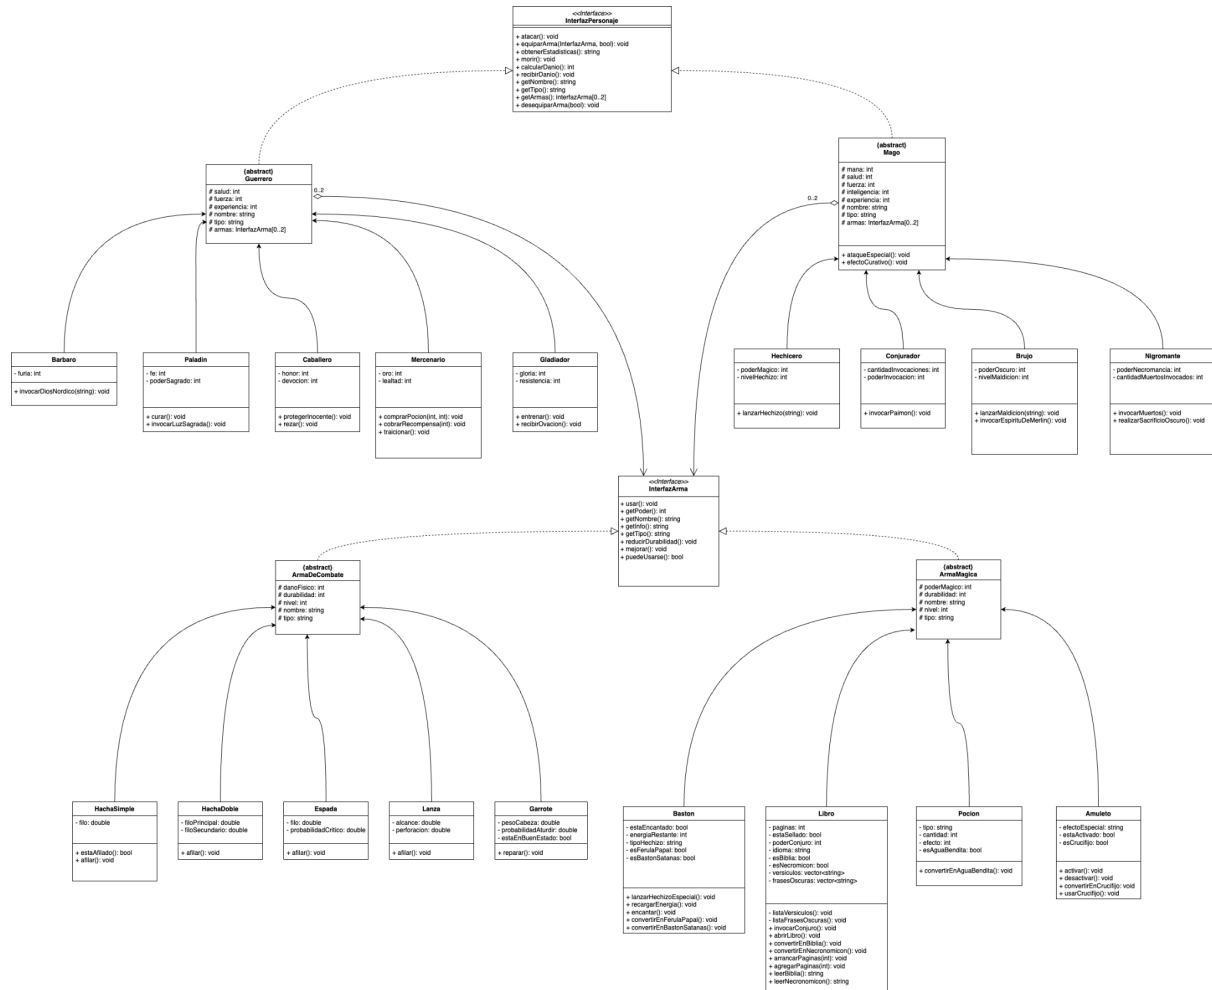 <<Interface>>
InterfazPersonaje
+ atacar(): void
+ equiparArma(InterfazArma, bool): void
+ obtenerEstadisticas(): string
+ morir(): void
+ calcularDanio(): int
+ recibirDanio(): void
+ getNombre(): string
+ getTipo(): string
+ getArmas(): InterfazArma[0..2]
+ desequiparArma(bool): void
{abstract}
Guerrero
# salud: int
# fuerza: int
# experiencia: int
# nombre: string
# tipo: string
# armas: InterfazArma[0..2]
0..2
{abstract}
Mago
# mana: int
# salud: int
# fuerza: int
# inteligencia: int
# experiencia: int
# nombre: string
# tipo: string
# armas: InterfazArma[0..2]
+ ataqueEspecial(): void
+ efectoCurativo(): void
0..2
Barbaro
- furia: int
+ invocarDiosNordico(string): void
Paladin
- fe: int
- poderSagrado: int
+ curar(): void
+ invocarLuzSagrada(): void
Caballero
- honor: int
- devocion: int
+ protegerInocente(): void
+ rezar(): void
Mercenario
- oro: int
- lealtad: int
+ comprarPocion(int, int): void
+ cobrarRecompensa(int): void
+ traicionar(): void
Gladiador
- gloria: int
- resistencia: int
+ entrenar(): void
+ recibirOvacion(): void
Hechicero
- poderMagico: int
- nivelHechizo: int
+ lanzarHechizo(string): void
Conjurador
- cantidadInvocaciones: int
- poderInvocacion: int
+ invocarPaimon(): void
Brujo
- poderOscuro: int
- nivelMaldicion: int
+ lanzarMaldicion(string): void
+ invocarEspirituDeMerlin(): void
Nigromante
- poderNecromancia: int
- cantidadMuertosInvocados: int
+ invocarMuertos(): void
+ realizarSacrificioOscuro(): void
<<Interface>>
InterfazArma
+ usar(): void
+ getPoder(): int
+ getNombre(): string
+ getInfo(): string
+ getTipo(): string
+ reducirDurabilidad(): void
+ mejorar(): void
+ puedeUsarse(): bool
{abstract}
ArmaDeCombate
# danoFisico: int
# durabilidad: int
# nivel: int
# nombre: string
# tipo: string
{abstract}
ArmaMagica
# poderMagico: int
# durabilidad: int
# nombre: string
# nivel: int
# tipo: string
HachaSimple
- filo: double
+ estaAfilado(): bool
+ afilar(): void
HachaDoble
- filoPrincipal: double
- filoSecundario: double
+ afilar(): void
Espada
- filo: double
- probabilidadCritico: double
+ afilar(): void
Lanza
- alcance: double
- perforacion: double
+ afilar(): void
Garrote
- pesoCabeza: double
- probabilidadAturdir: double
- estaEnBuenEstado: bool
+ reparar(): void
Baston
- estaEncantado: bool
- energiaRestante: int
- tipoHechizo: string
- esFerulaPapal: bool
- esBastonSatanas: bool
+ lanzarHechizoEspecial(): void
+ recargarEnergia(): void
+ encantar(): void
+ convertirEnFerulaPapal(): void
+ convertirEnBastonSatanas(): void
Libro
- paginas: int
- estaSellado: bool
- poderConjuro: int
- idioma: string
- esBiblia: bool
- esNecromicon: bool
- versiculos: vector<string>
- frasesOscuras: vector<string>
- listaVersiculos(): void
- listaFrasesOscuras(): void
+ invocarConjuro(): void
+ abrirLibro(): void
+ convertirEnBiblia(): void
+ convertirEnNecronomicon(): void
+ arrancarPaginas(int): void
+ agregarPaginas(int): void
+ leerBiblia(): string
+ leerNecronomicon(): string
Pocion
- tipo: string
- cantidad: int
- efecto: int
- esAguaBendita: bool
+ convertirEnAguaBendita(): void
Amuleto
- efectoEspecial: string
- estaActivado: bool
- esCrucifijo: bool
+ activar(): void
+ desactivar(): void
+ convertirEnCrucifijo: void
+ usarCrucifijo(): void